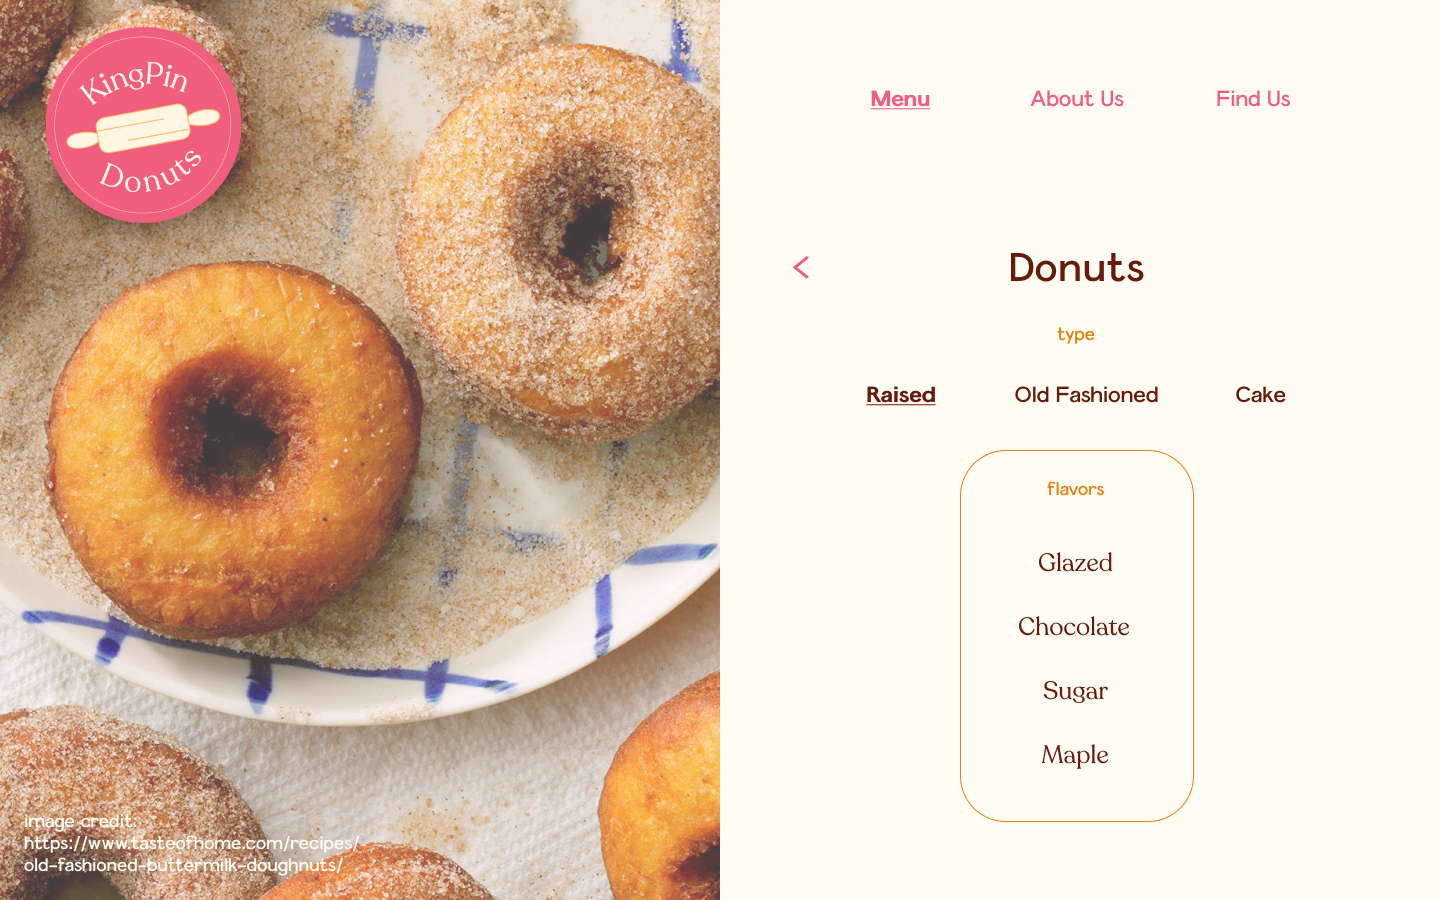 KingPin
Donuts
image credit:
https://www.tasteofhome.com/recipes/
old-fashioned-buttermilk-doughnuts/
Menu
About Us
Find Us
<
Donuts
type
Raised
Old Fashioned
Cake
flavors
Glazed
Chocolate
Sugar
Maple